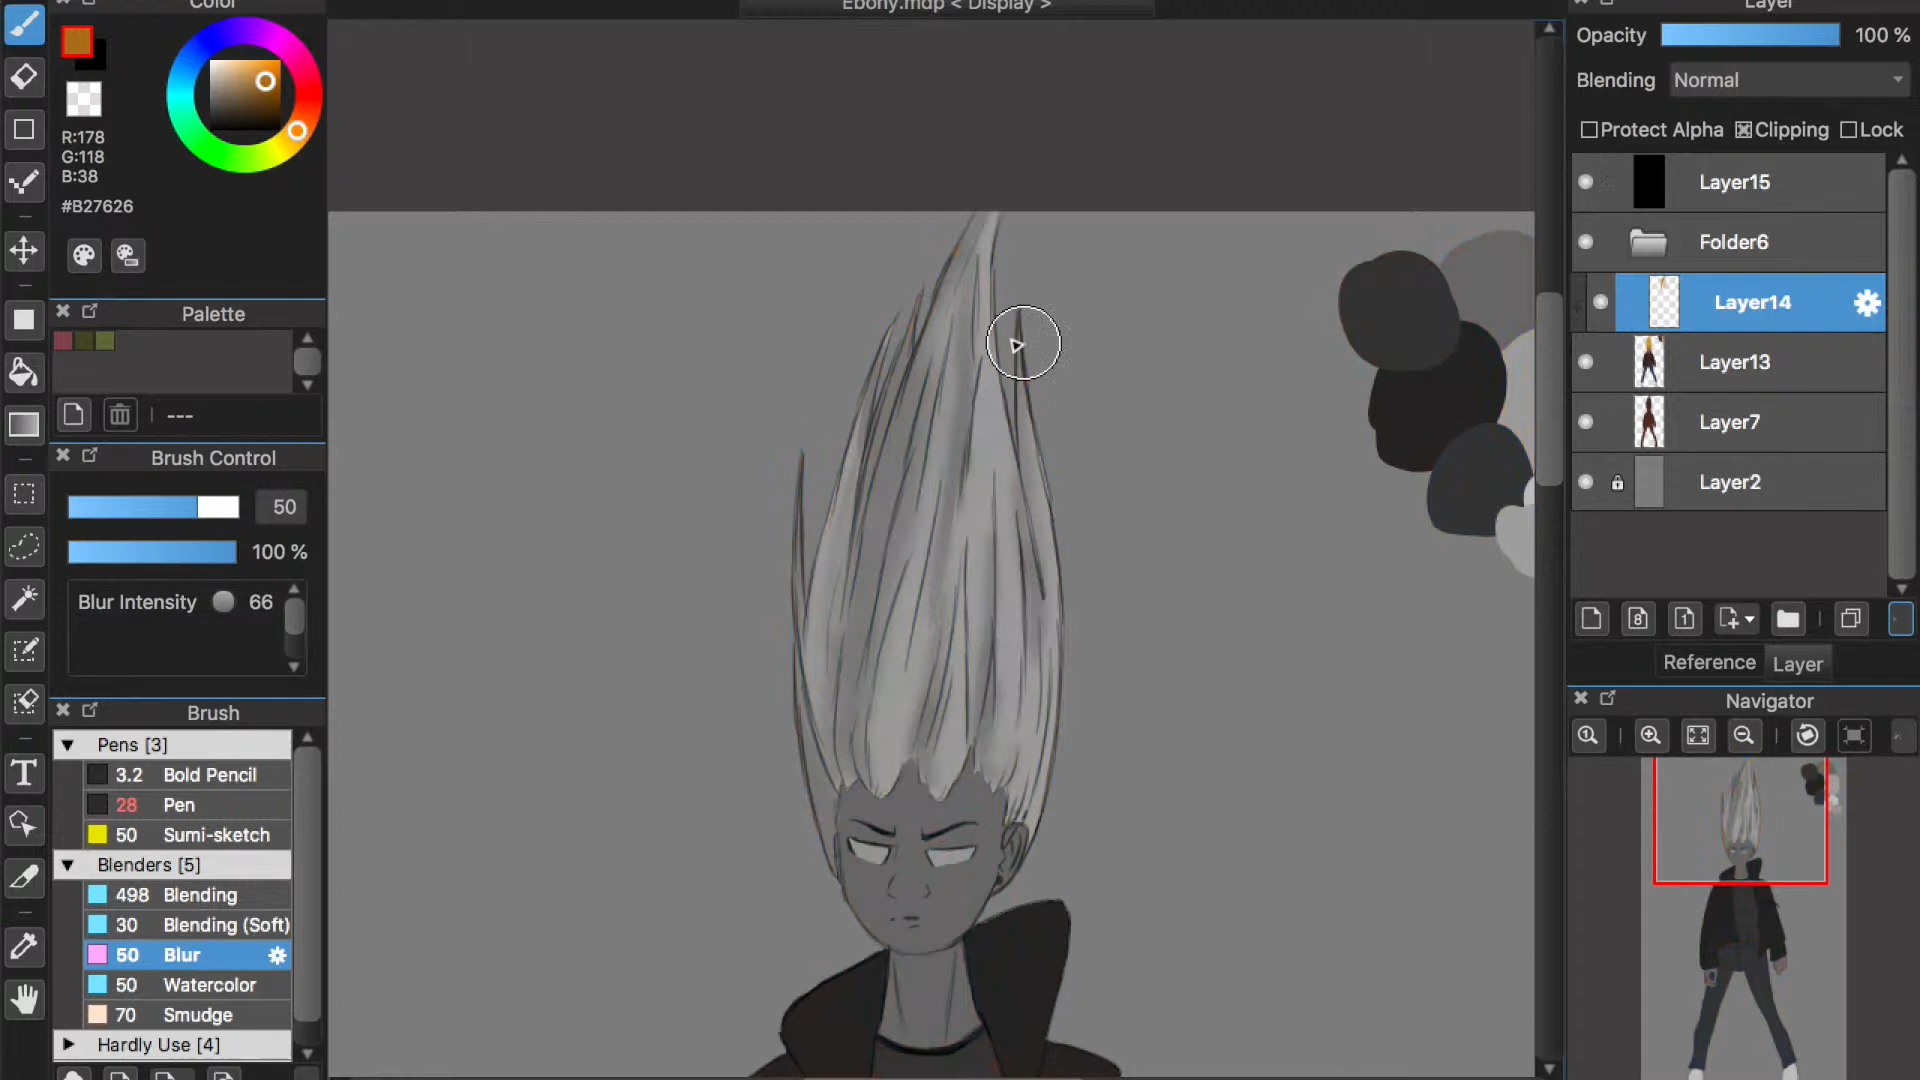 Color
Ebony.mdp < Display >
Layer
R:178
G:118
B:38
#B27626
Palette
---
Brush Control
50
100 %
Blur Intensity 66
Brush
Pens [3]
3.2 Bold Pencil
28 Pen
50 Sumi-sketch
Blenders [5]
498 Blending
30 Blending (Soft)
50 Blur
50 Watercolor
70 Smudge
Hardly Use [4]
T
Opacity 100 %
Blending Normal
Protect Alpha Clipping Lock
Layer15
Folder6
Layer14
Layer13
Layer7
Layer2
8 1
Reference Layer
Navigator
1